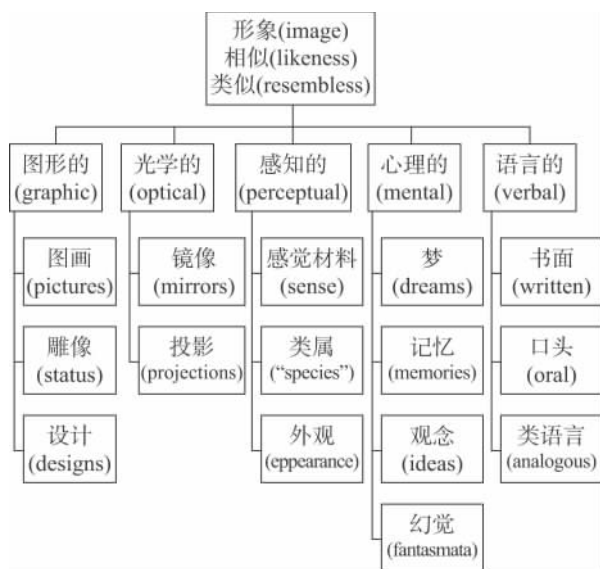 形象(image)
相似(likeness)
类似(resembless)
图形的
(graphic)
光学的
(optical)
感知的
(perceptual)
心理的
(mental)
语言的
(verbal)
图画
(pictures)
镜像
(mirrors)
感觉材料
(sense)
梦
(dreams)
书面
(written)
雕像
(status)
投影
(projections)
类属
(“species”)
记忆
(memories)
口头
(oral)
设计
(designs)
外观
(eppearance)
观念
(ideas)
类语言
(analogous)
幻觉
(fantasmata)